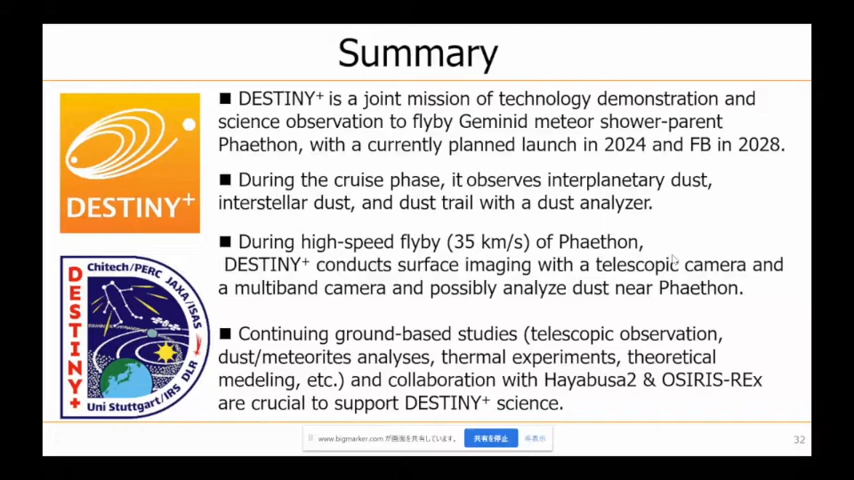 Summary
DESTINY⁺
■ DESTINY⁺ is a joint mission of technology demonstration and
science observation to flyby Geminid meteor shower-parent
Phaethon, with a currently planned launch in 2024 and FB in 2028.
■ During the cruise phase, it observes interplanetary dust,
interstellar dust, and dust trail with a dust analyzer.
■ During high-speed flyby (35 km/s) of Phaethon,
DESTINY⁺ conducts surface imaging with a telescopic camera and
a multiband camera and possibly analyze dust near Phaethon.
■ Continuing ground-based studies (telescopic observation,
dust/meteorites analyses, thermal experiments, theoretical
medeling, etc.) and collaboration with Hayabusa2 & OSIRIS-REx
are crucial to support DESTINY⁺ science.
DESTINY+
Chitech/PERC JAXA/ISAS
Uni Stuttgart/IRS DLR
www.bigmarker.com が画面を共有しています。
共有を停止
非表示
32